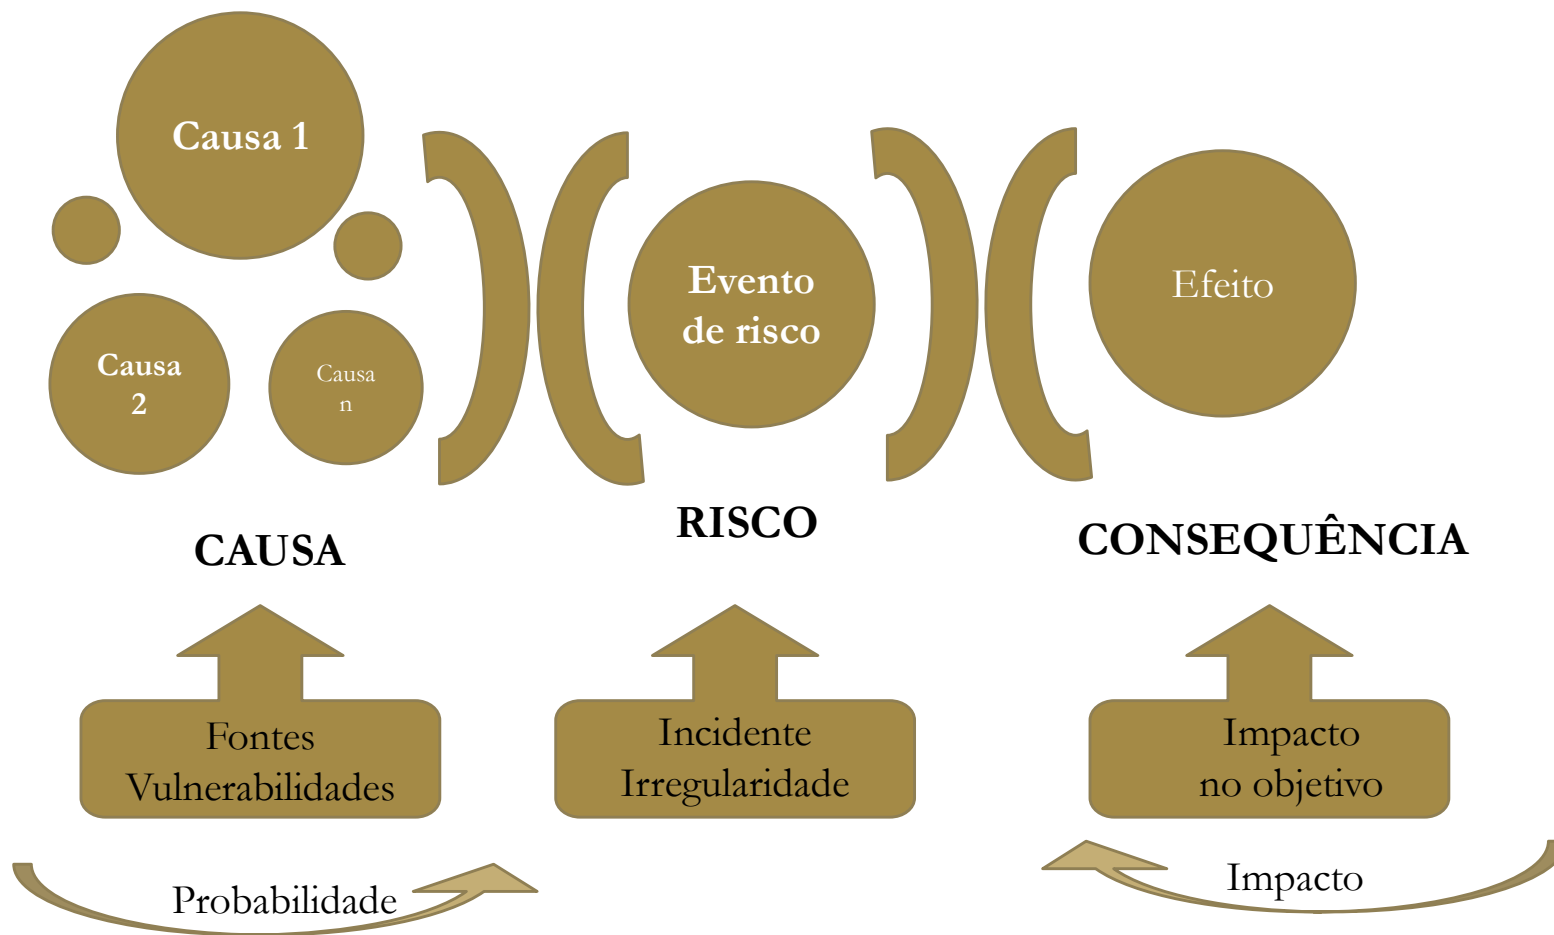 Causa 1
Causa
2
Causa
n
Evento
de risco
Efeito
CAUSA
RISCO
CONSEQUÊNCIA
Fontes
Vulnerabilidades
Incidente
Irregularidade
Impacto
no objetivo
Probabilidade
Impacto